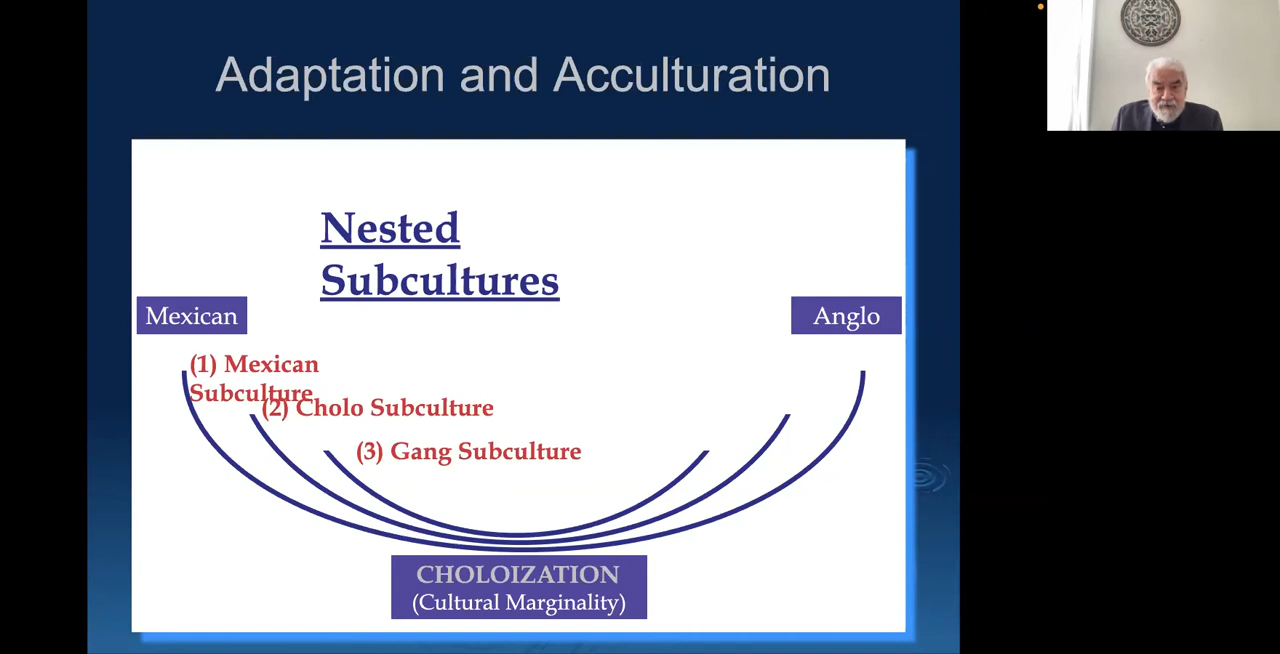 Adaptation and Acculturation
Nested
Subcultures
Mexican
Anglo
(1) Mexican
Subculture
(2) Cholo Subculture
(3) Gang Subculture
CHOLOIZATION
(Cultural Marginality)